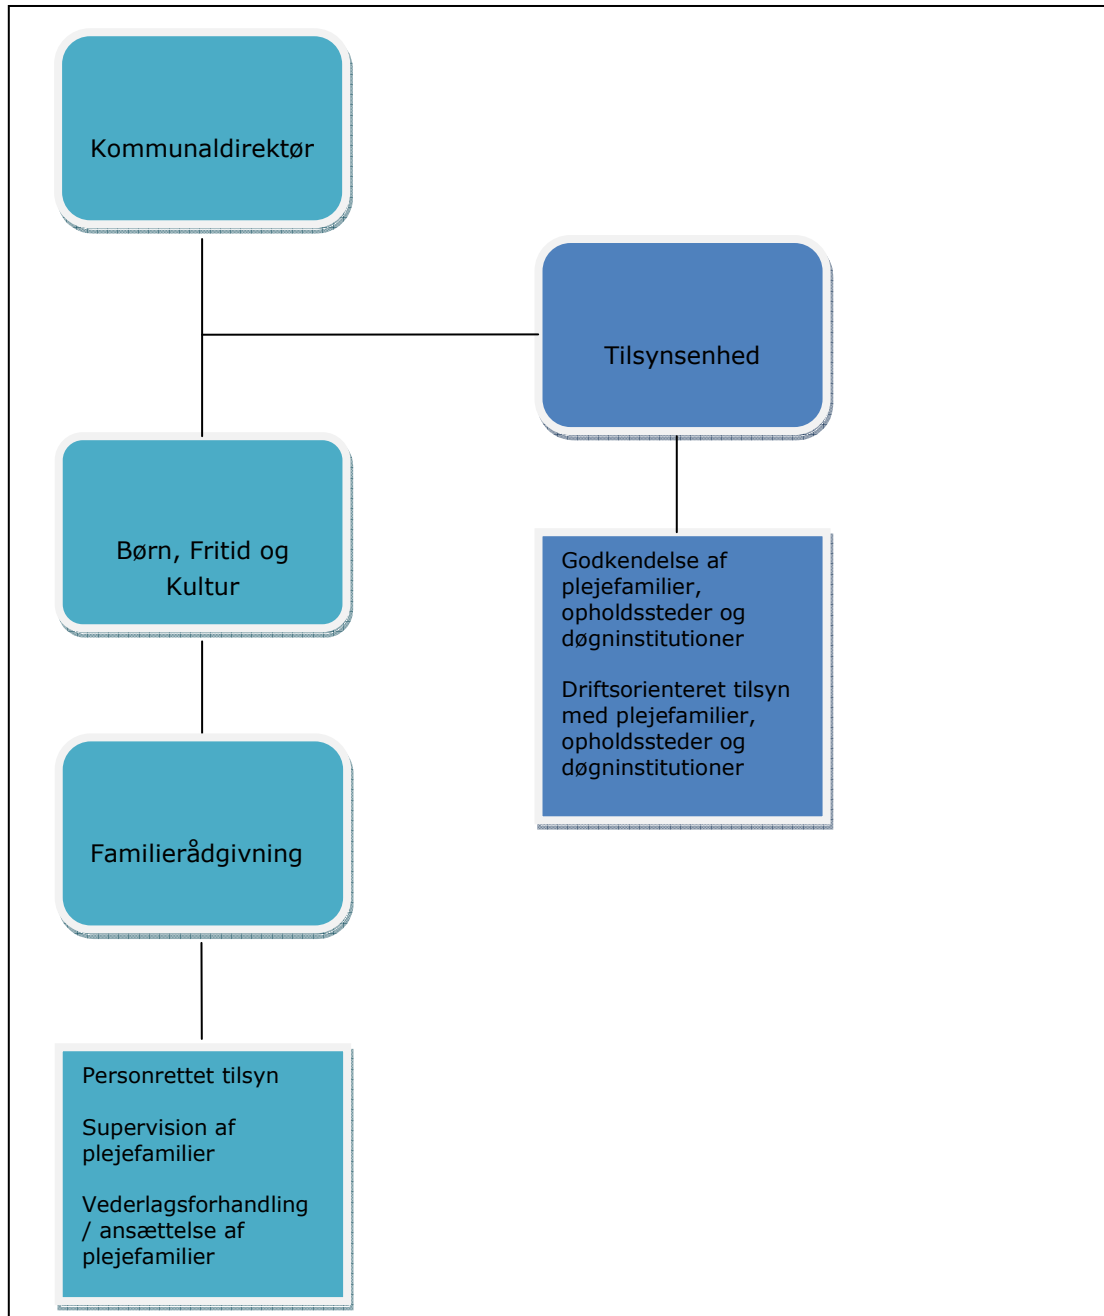 Kommunaldirektør
Tilsynsenhed
Børn, Fritid og
Kultur
Godkendelse af
plejefamilier,
opholdssteder og
døgninstitutioner
Driftsorienteret tilsyn
med plejefamilier,
opholdssteder og
døgninstitutioner
Familierådgivning
Personrettet tilsyn
Supervision af
plejefamilier
Vederlagsforhandling
/ ansættelse af
plejefamilier